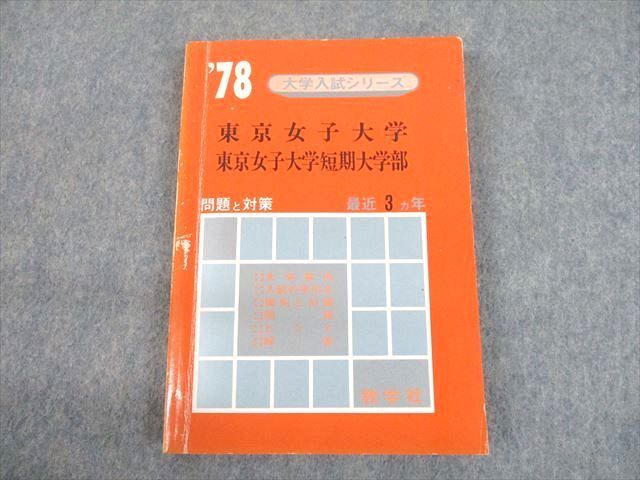 '78
大学入試シリーズ
東京女子大学
東京女子大学短期大学部
問題と対策
最近3ヵ年
教学社